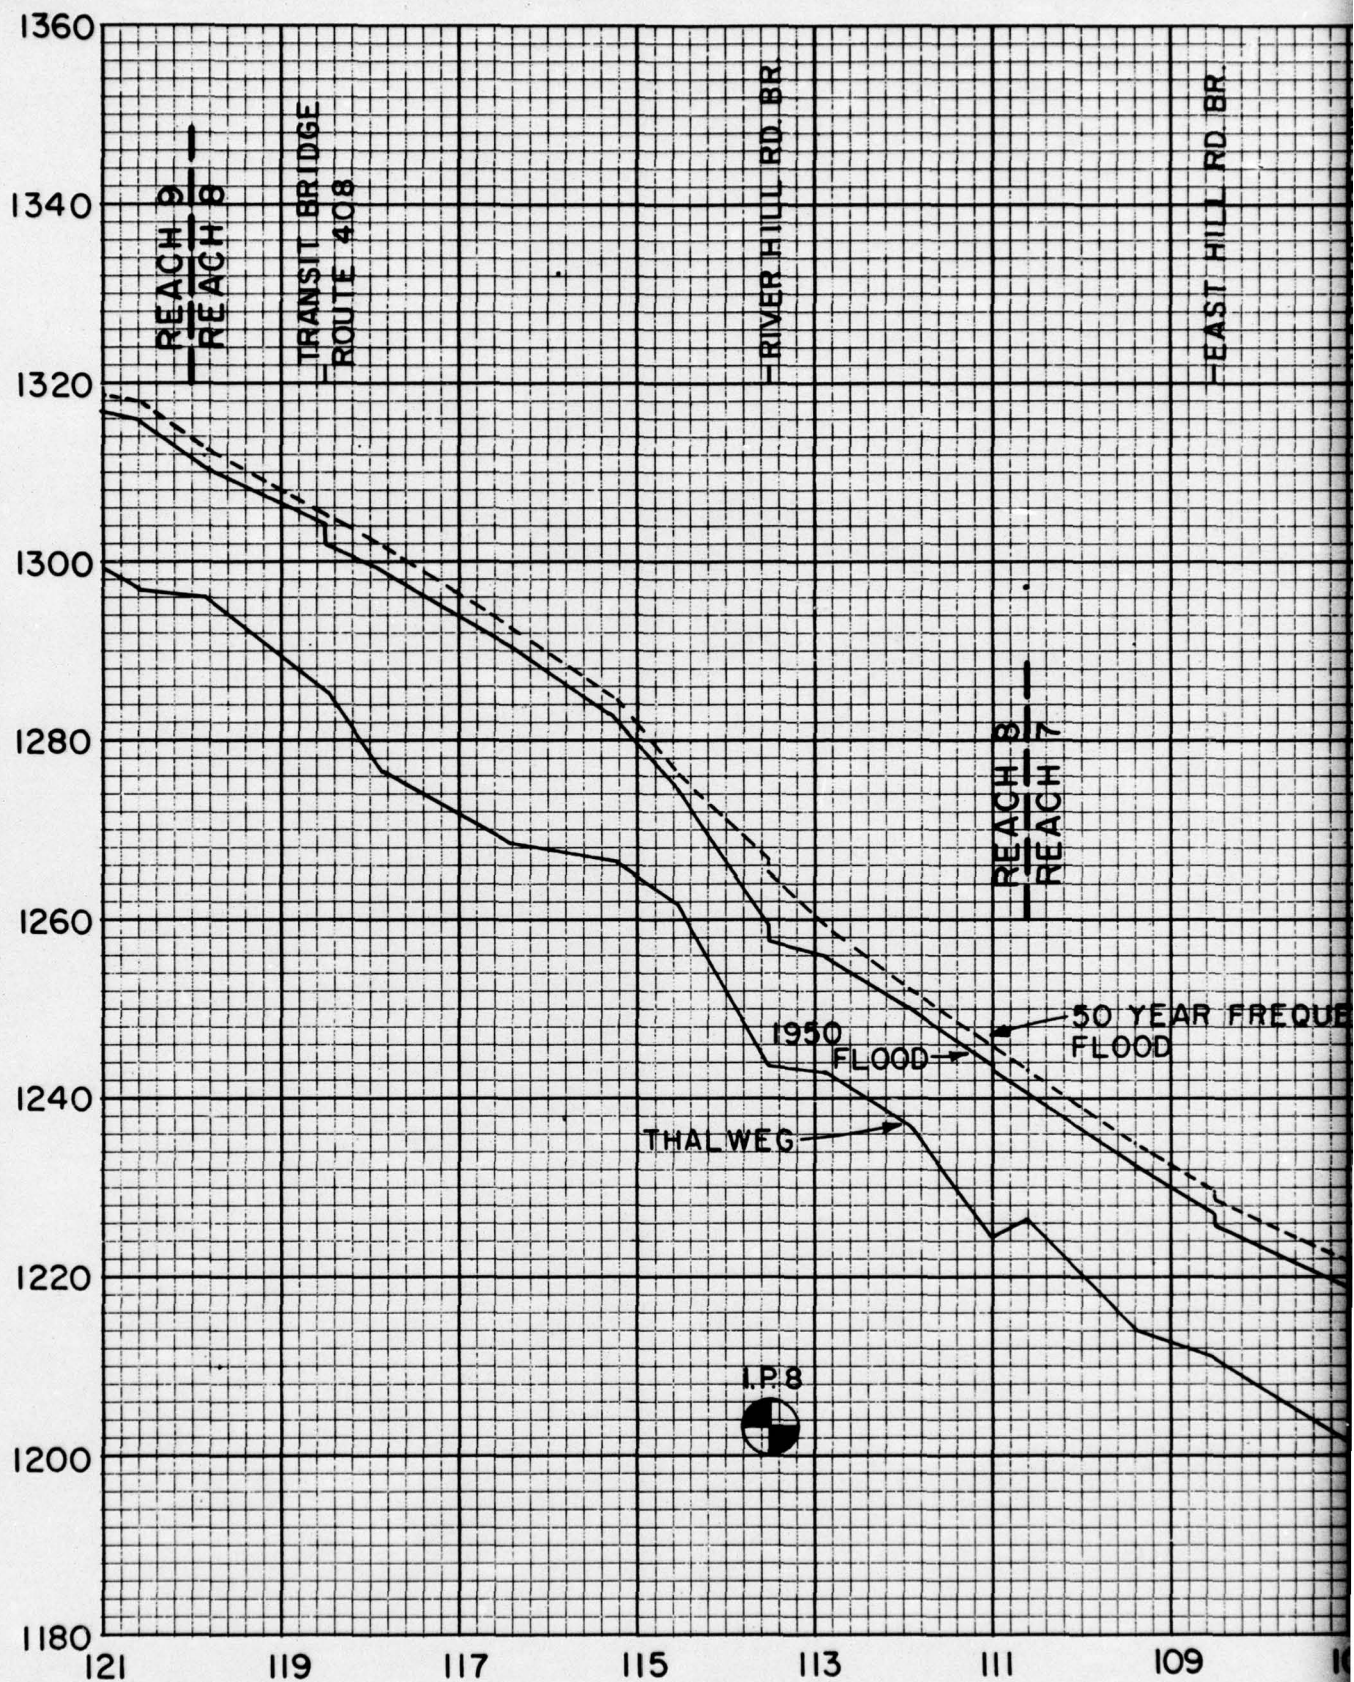 1360
1340
1320
1300
1280
1260
1240
1220
1200
1180
REACH 9
REACH 8
TRANSIT BRIDGE
ROUTE 408
RIVER HILL RD. BR.
EAST HILL RD. BR.
REACH 8
REACH 7
50 YEAR FREQUE
FLOOD
1950
FLOOD
THALWEG
I.P. 8
121 119 117 115 113 111 109